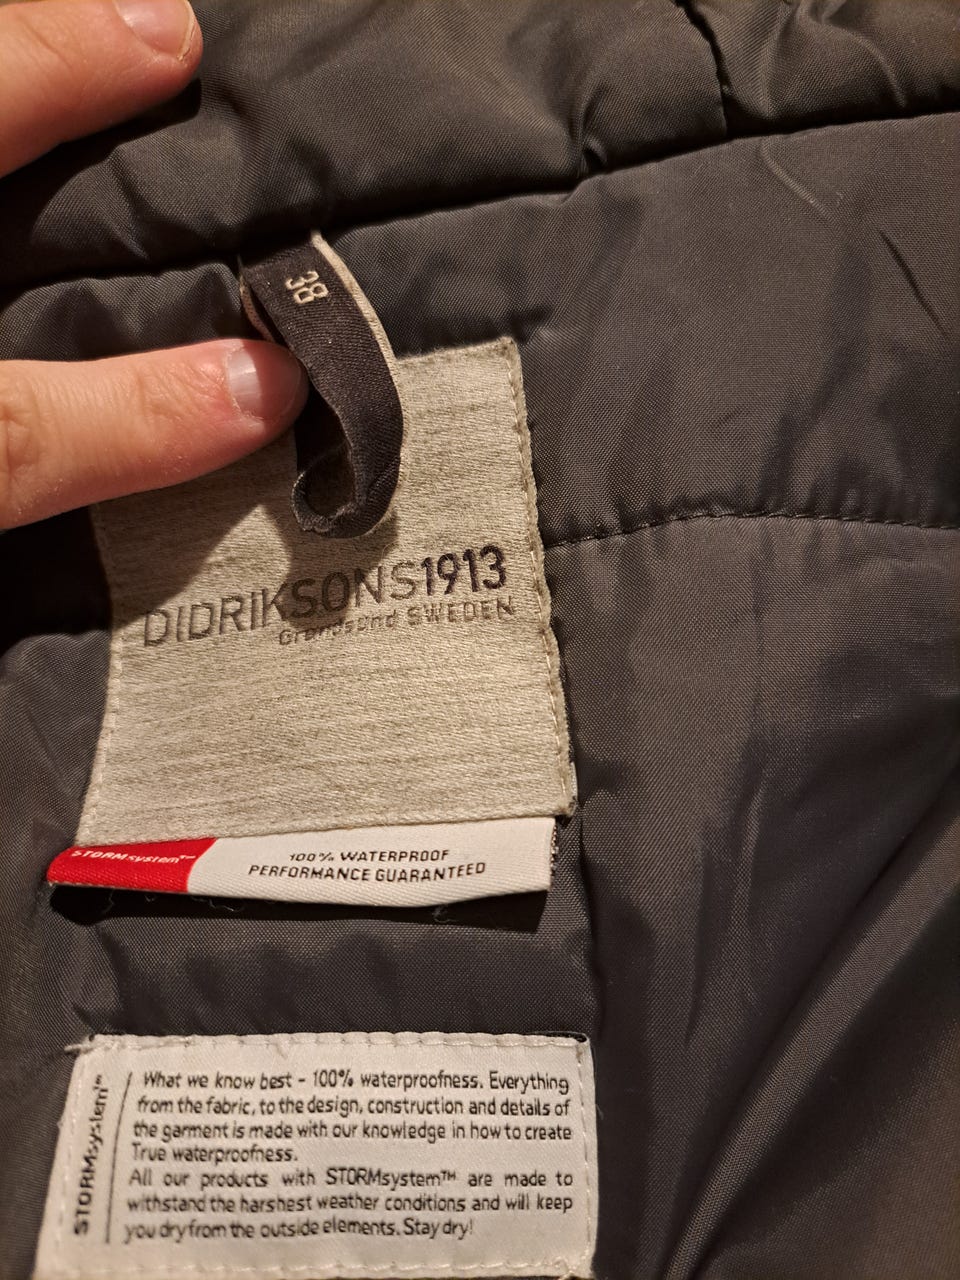 38
DIDRIKSONS1913
Grundsund SWEDEN
STORMsystem™
100% WATERPROOF
PERFORMANCE GUARANTEED
STORMsystem™
What we know best - 100% waterproofness. Everything
from the fabric, to the design, construction and details of
the garment is made with our knowledge in how to create
True waterproofness.
All our products with STORMsystem™ are made to
withstand the harshest weather conditions and will keep
you dry from the outside elements. Stay dry!